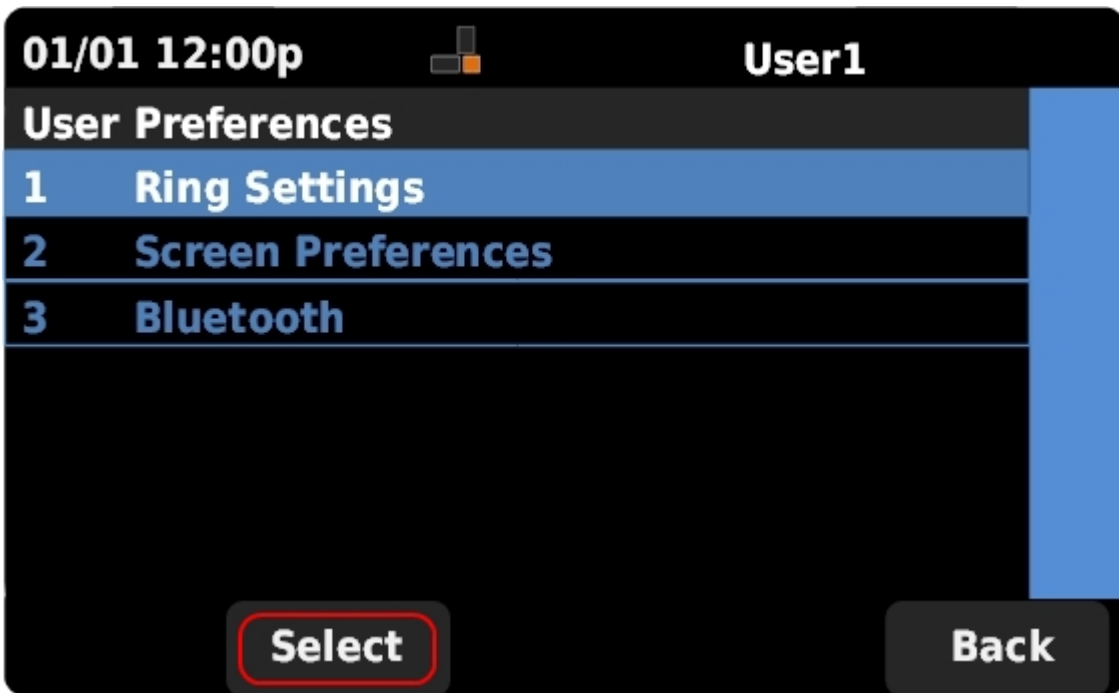 01/01 12:00p User1
User Preferences
1 Ring Settings
2 Screen Preferences
3 Bluetooth
Select Back